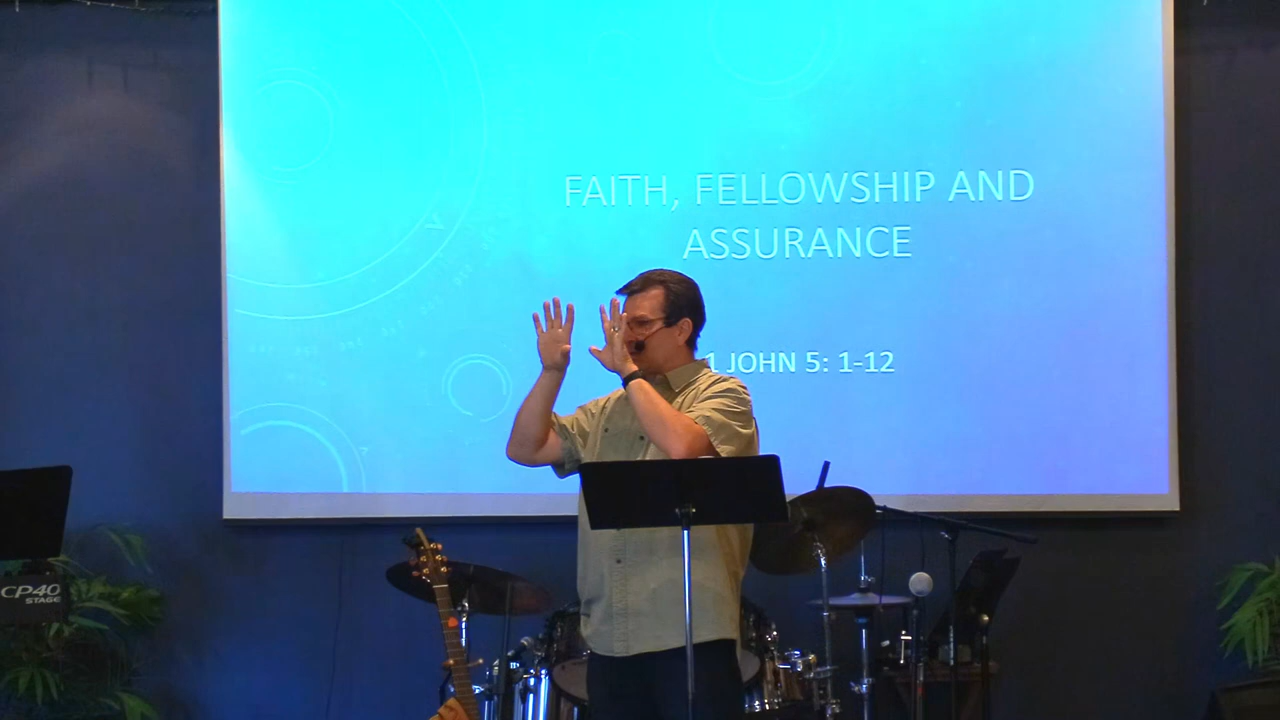 FAITH, FELLOWSHIP AND
ASSURANCE
1 JOHN 5: 1-12
CP40
STAGE